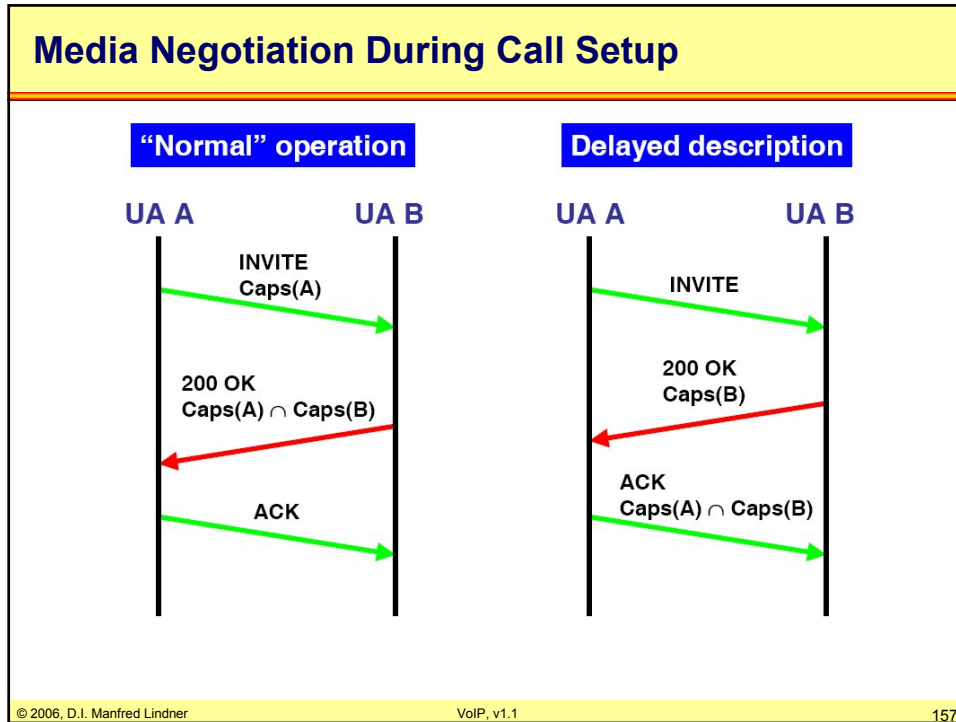 Media Negotiation During Call Setup
“Normal” operation
UA A
UA B
INVITE
Caps(A)
200 OK
Caps(A) ∩ Caps(B)
ACK
Delayed description
UA A
UA B
INVITE
200 OK
Caps(B)
ACK
Caps(A) ∩ Caps(B)
© 2006, D.I. Manfred Lindner
VoIP, v1.1
157